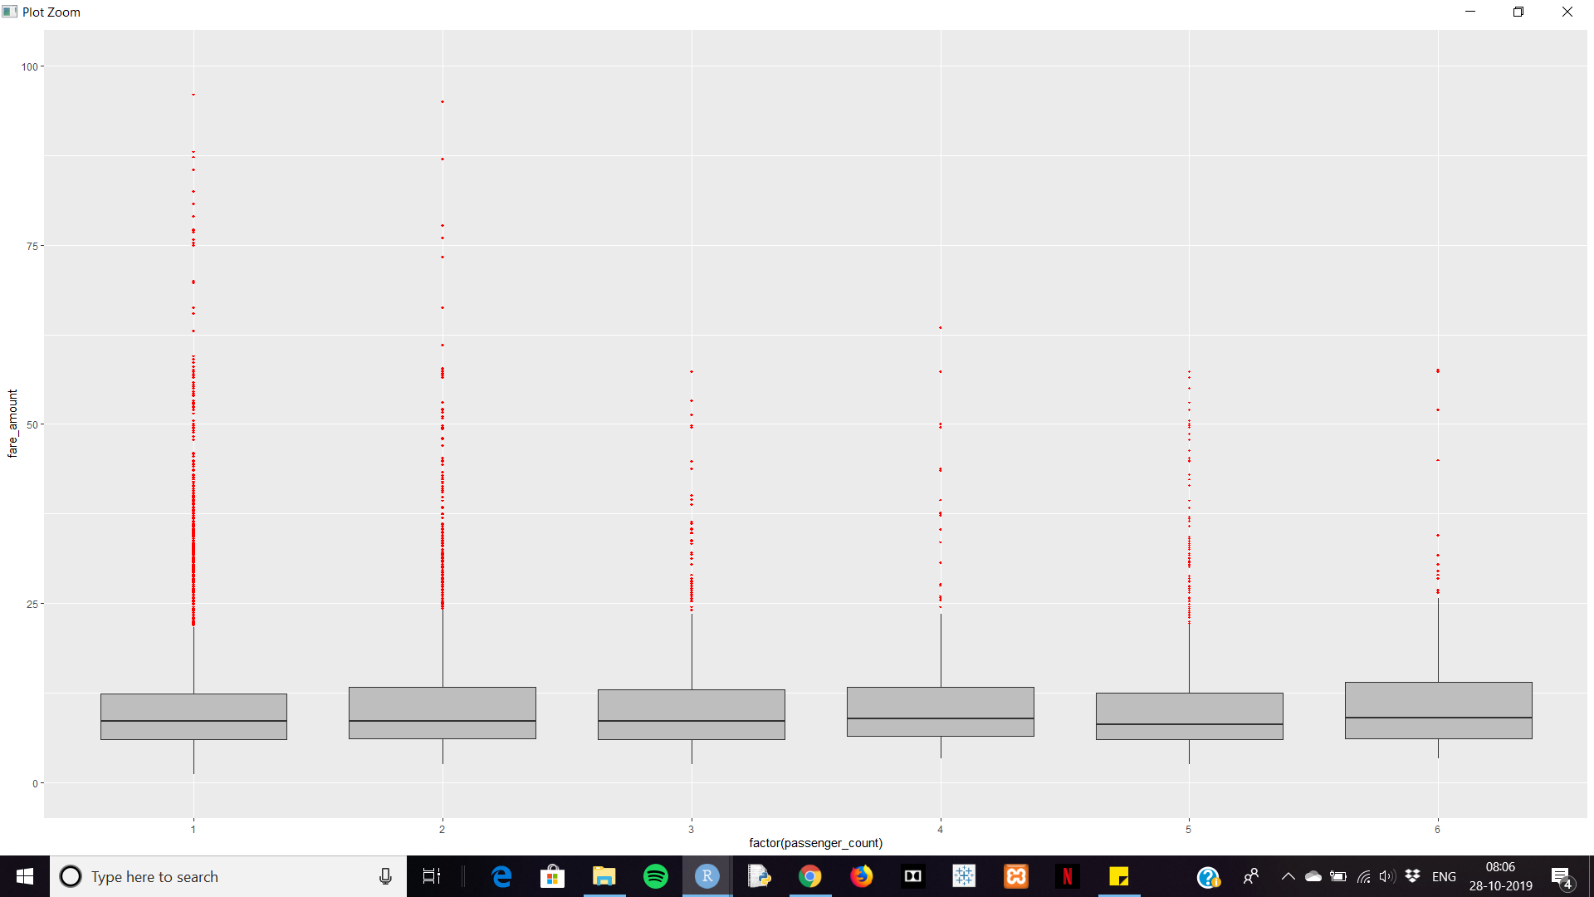 Plot Zoom
100
75
50
25
0
fare_amount
1 2 3 4 5 6
factor(passenger_count)
Type here to search
R
N
ENG
08:06
28-10-2019
4